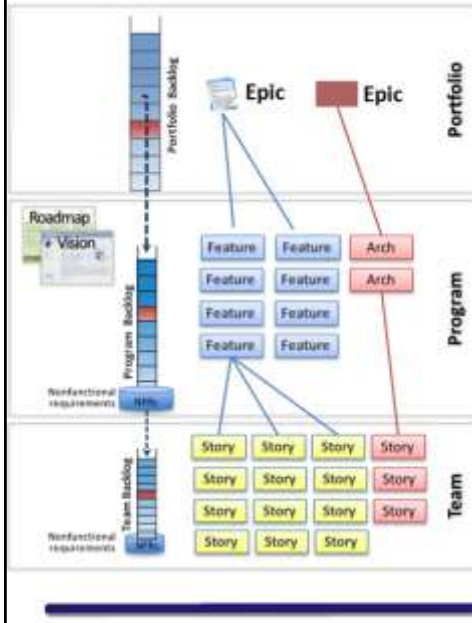 Portfolio Backlog
Epic
Epic
Portfolio
Roadmap
Vision
Program Backlog
Nonfunctional
requirements
NFRs
Feature Feature Arch
Feature Feature Arch
Feature Feature
Feature Feature
Program
Team Backlog
Nonfunctional
requirements
NFRs
Story Story Story Story
Story Story Story Story
Story Story Story Story
Story Story Story
Team